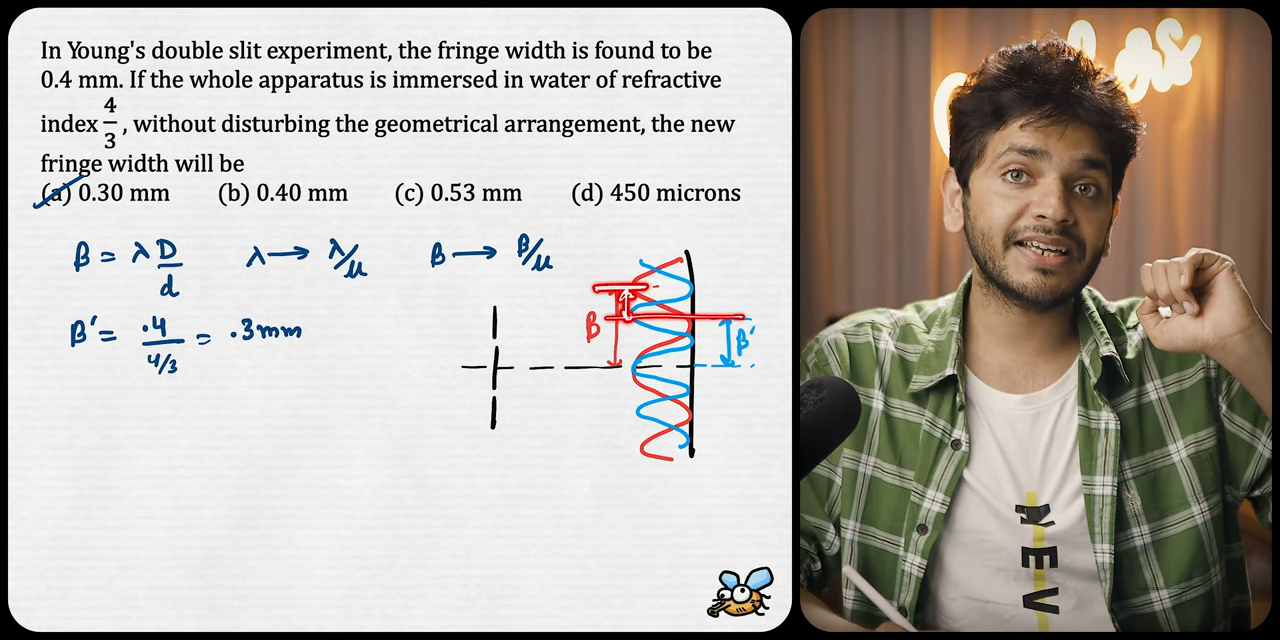 In Young's double slit experiment, the fringe width is found to be
0.4 mm. If the whole apparatus is immersed in water of refractive
index 4/3, without disturbing the geometrical arrangement, the new
fringe width will be
(a) 0.30 mm (b) 0.40 mm (c) 0.53 mm (d) 450 microns
β = λ D/d λ → λ/μ β → β/μ
β' = .4 / 4/3 = .3mm
β β'
NEV